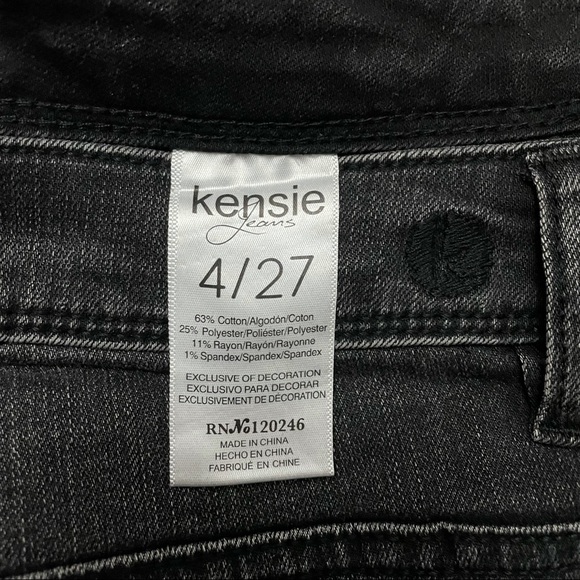 kensie
Jeans
4/27
63% Cotton/Algodón/Coton
25% Polyester/Poliéster/Polyester
11% Rayon/Rayón/Rayonne
1% Spandex/Spandex/Spandex
EXCLUSIVE OF DECORATION
EXCLUSIVO PARA DECORAR
EXCLUSIVEMENT DE DÉCORATION
RN№120246
MADE IN CHINA
HECHO EN CHINA
FABRIQUÉ EN CHINE